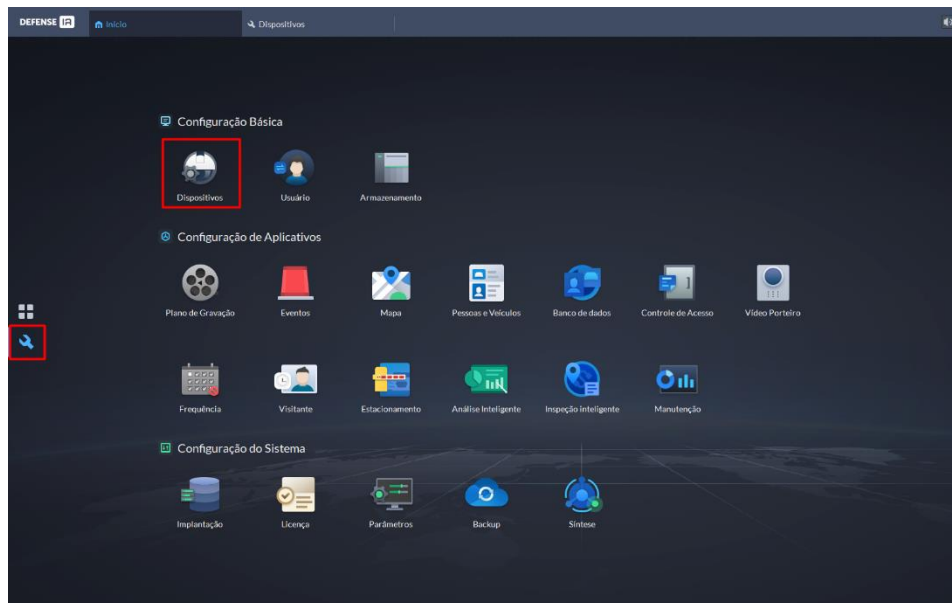 DEFENSE IA Início Dispositivos
Configuração Básica
Dispositivos Usuário Armazenamento
Configuração de Aplicativos
Plano de Gravação Eventos Mapa Pessoas e Veículos Banco de dados Controle de Acesso Vídeo Porteiro
Frequência Visitante Estacionamento Análise Inteligente Inspeção inteligente Manutenção
Configuração do Sistema
Implantação Licença Parâmetros Backup Síntese